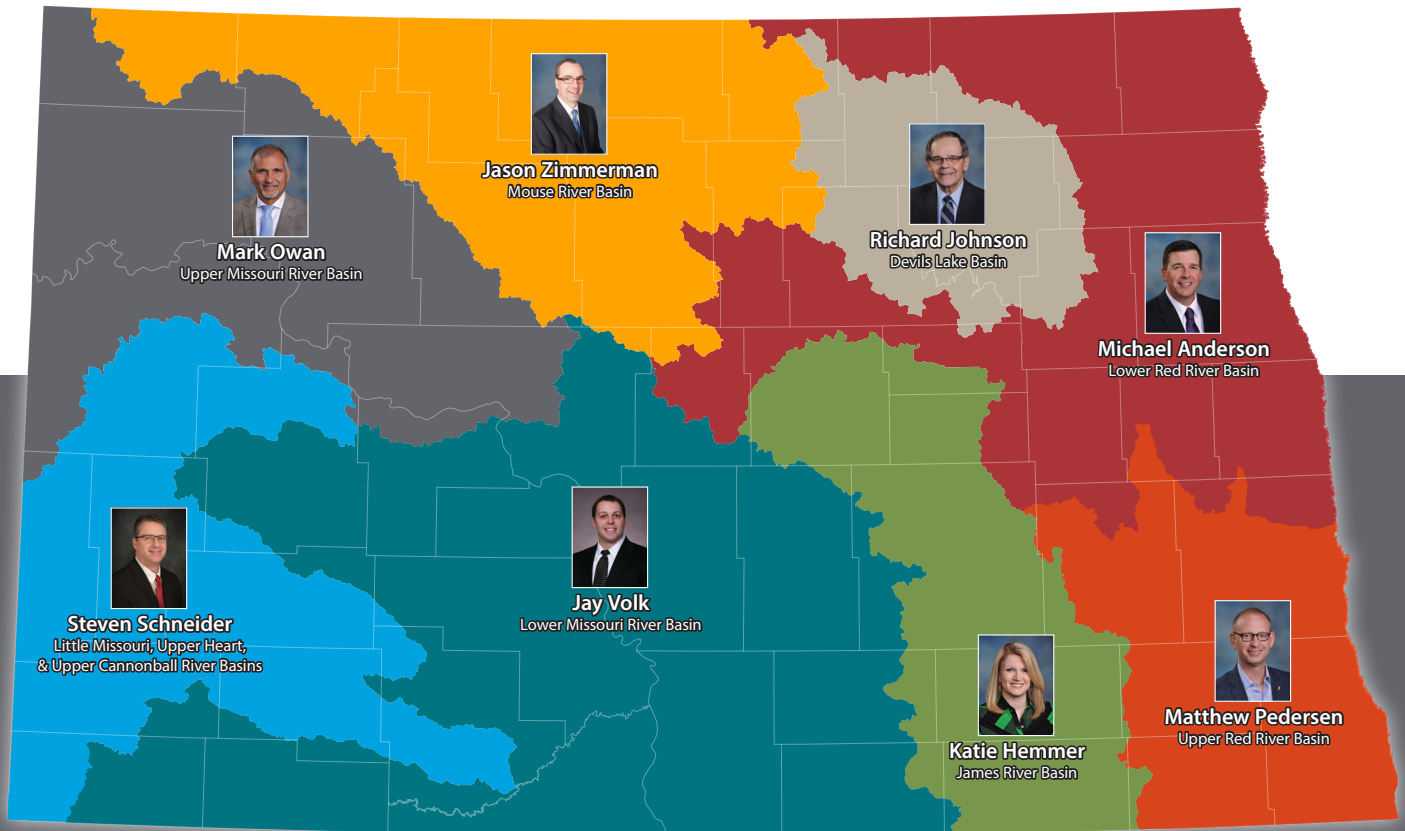 Jason Zimmerman
Mouse River Basin
Mark Owan
Upper Missouri River Basin
Richard Johnson
Devils Lake Basin
Michael Anderson
Lower Red River Basin
Steven Schneider
Little Missouri, Upper Heart,
& Upper Cannonball River Basins
Jay Volk
Lower Missouri River Basin
Katie Hemmer
James River Basin
Matthew Pedersen
Upper Red River Basin